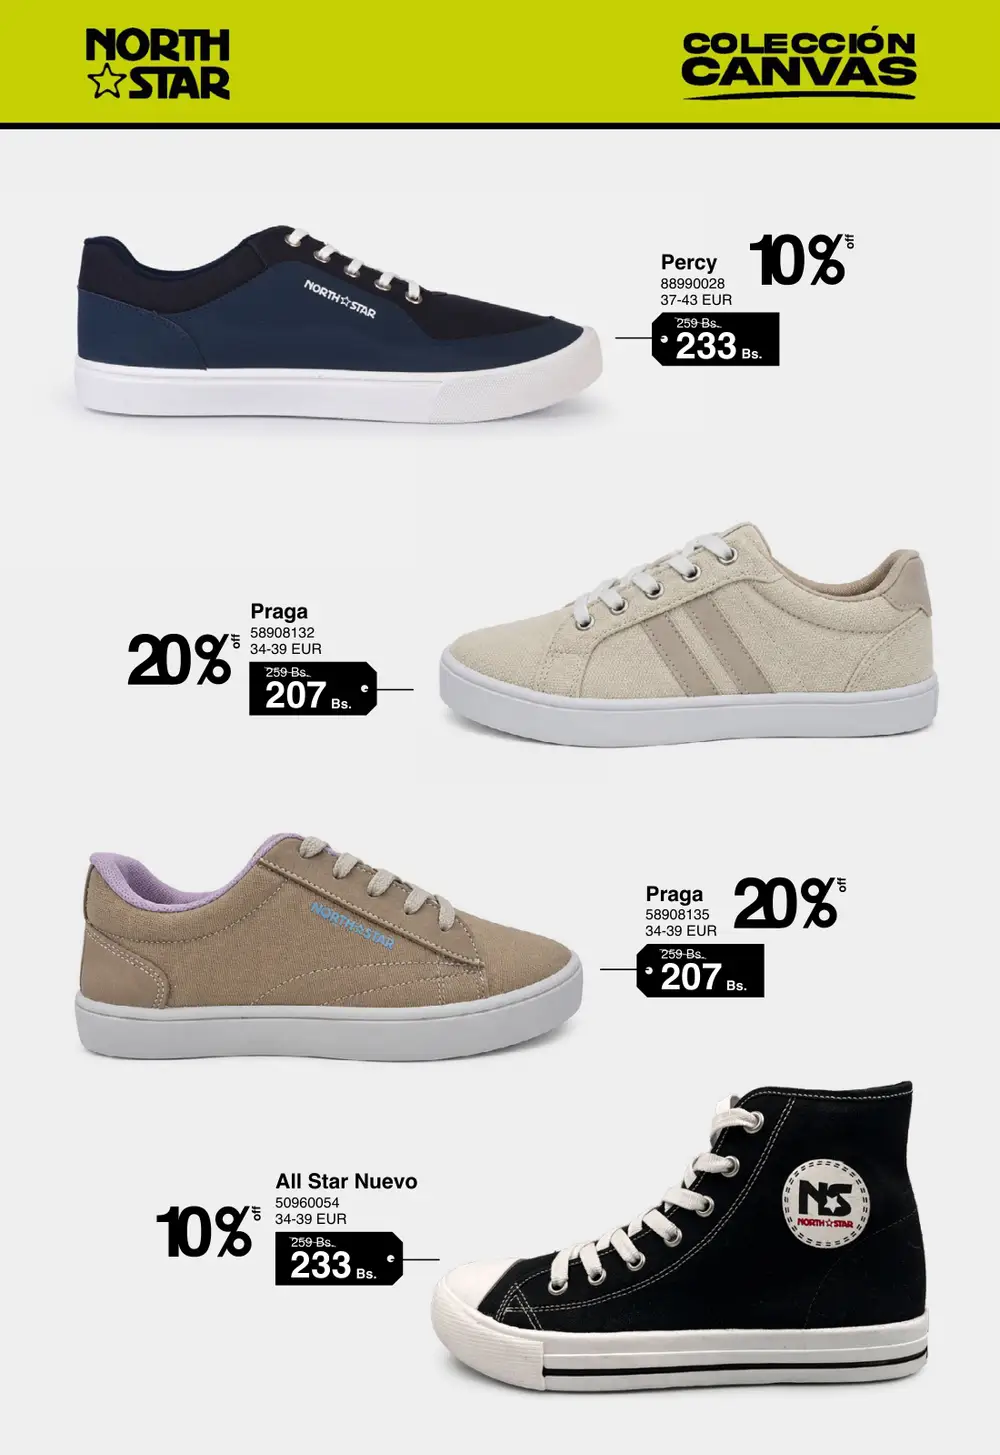 NORTH
STAR
COLECCIÓN
CANVAS
NORTH STAR
Percy
88990028
37-43 EUR
259 Bs.
233 Bs.
10% off
20% off
Praga
58908132
34-39 EUR
259 Bs.
207 Bs.
NORTH STAR
Praga
58908135
34-39 EUR
259 Bs.
207 Bs.
20% off
10% off
All Star Nuevo
50960054
34-39 EUR
259 Bs.
233 Bs.
NS
NORTH STAR